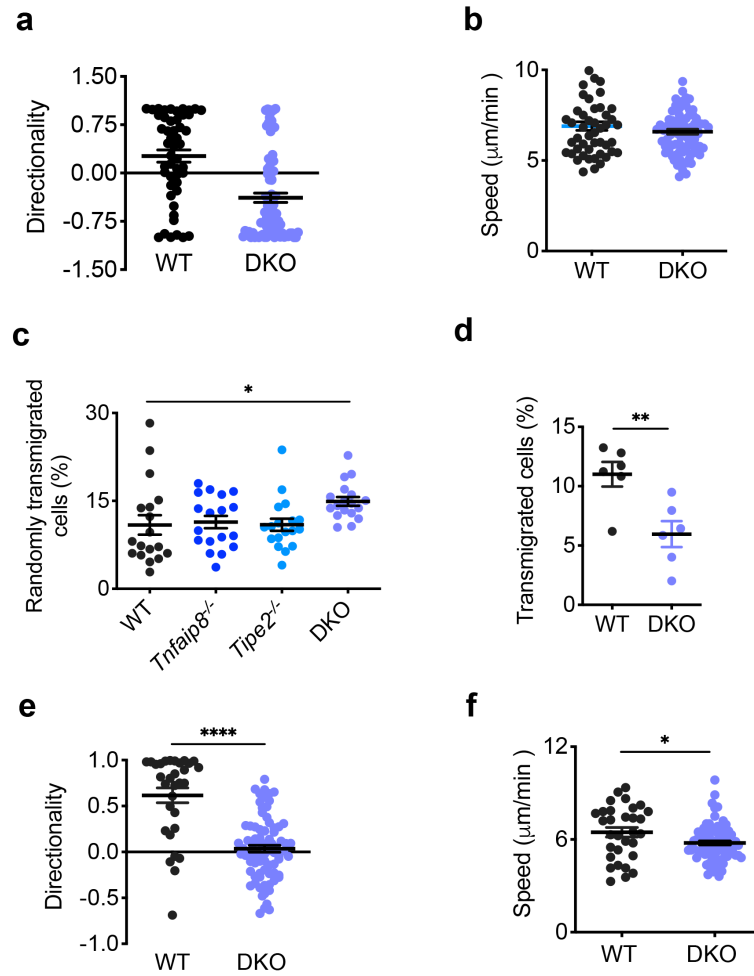 a
1.50
0.75
0.00
-0.75
-1.50
Directionality
WT
DKO
b
10
5
0
Speed (μm/min )
WT
DKO
c
30
15
0
Randomly transmigrated
cells (%)
*
WT
Tnfaip8-/-
Tipe2-/-
DKO
d
15
10
5
0
Transmigrated cells (%)
**
WT
DKO
e
1.0
0.5
0.0
-0.5
-1.0
Directionality
****
WT
DKO
f
12
6
0
Speed (μm/min )
*
WT
DKO